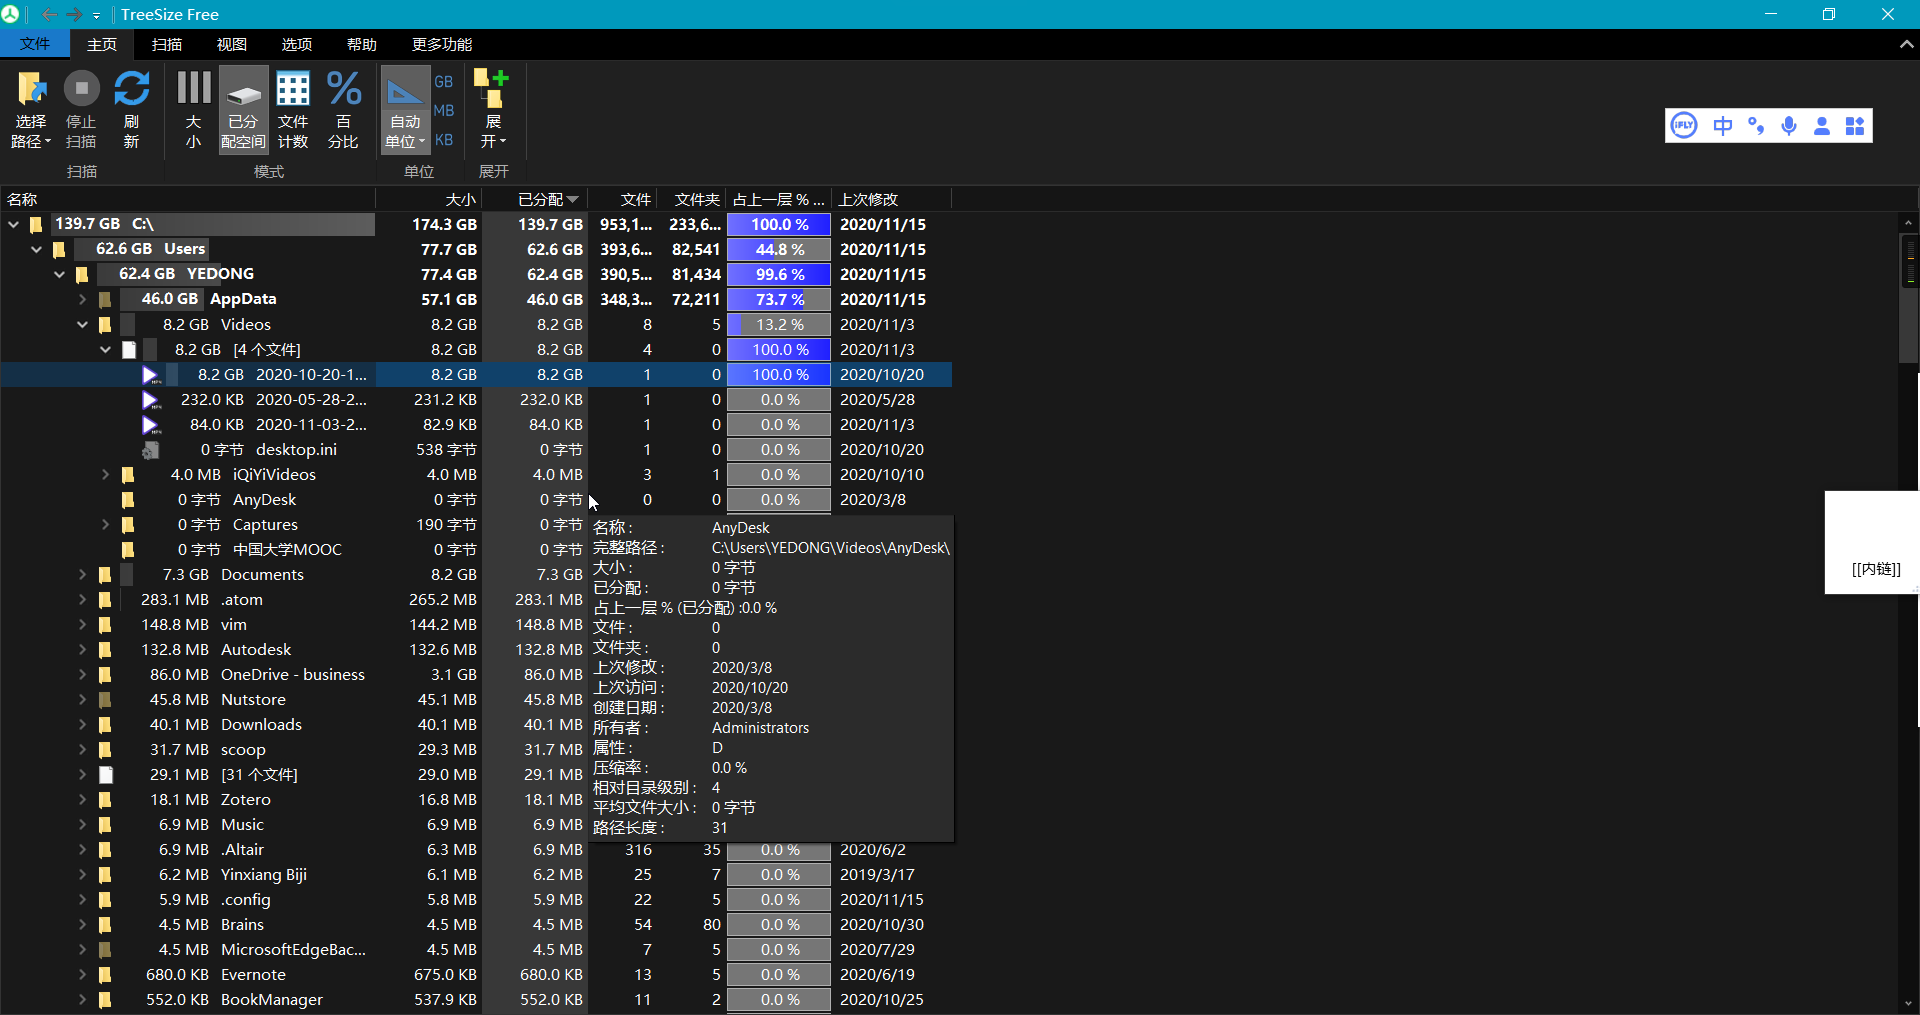 TreeSize Free
文件 主页 扫描 视图 选项 帮助 更多功能
选择路径 停止扫描 刷新 大小 已分配空间 文件计数 % 百分比 自动单位 GB MB KB 展开
iFLY 中
扫描 模式 单位 展开
名称 大小 已分配 文件 文件夹 占上一层 % ... 上次修改
139.7 GB C:\ 174.3 GB 139.7 GB 953,1... 233,6... 100.0 % 2020/11/15
62.6 GB Users 77.7 GB 62.6 GB 393,6... 82,541 44.8 % 2020/11/15
62.4 GB YEDONG 77.4 GB 62.4 GB 390,5... 81,434 99.6 % 2020/11/15
46.0 GB AppData 57.1 GB 46.0 GB 348,3... 72,211 73.7 % 2020/11/15
8.2 GB Videos 8.2 GB 8.2 GB 8 5 13.2 % 2020/11/3
8.2 GB [4 个文件] 8.2 GB 8.2 GB 4 0 100.0 % 2020/11/3
8.2 GB 2020-10-20-1... 8.2 GB 8.2 GB 1 0 100.0 % 2020/10/20
232.0 KB 2020-05-28-2... 231.2 KB 232.0 KB 1 0 0.0 % 2020/5/28
84.0 KB 2020-11-03-2... 82.9 KB 84.0 KB 1 0 0.0 % 2020/11/3
0 字节 desktop.ini 538 字节 0 字节 1 0 0.0 % 2020/10/20
4.0 MB iQiYiVideos 4.0 MB 4.0 MB 3 1 0.0 % 2020/10/10
0 字节 AnyDesk 0 字节 0 字节 0 0 0.0 % 2020/3/8
0 字节 Captures 190 字节 0 字节
0 字节 中国大学MOOC 0 字节 0 字节
7.3 GB Documents 8.2 GB 7.3 GB
283.1 MB .atom 265.2 MB 283.1 MB
148.8 MB vim 144.2 MB 148.8 MB
132.8 MB Autodesk 132.6 MB 132.8 MB
86.0 MB OneDrive - business 3.1 GB 86.0 MB
45.8 MB Nutstore 45.1 MB 45.8 MB
40.1 MB Downloads 40.1 MB 40.1 MB
31.7 MB scoop 29.3 MB 31.7 MB
29.1 MB [31 个文件] 29.0 MB 29.1 MB
18.1 MB Zotero 16.8 MB 18.1 MB
6.9 MB Music 6.9 MB 6.9 MB
6.9 MB .Altair 6.3 MB 6.9 MB 316 35 0.0 % 2020/6/2
6.2 MB Yinxiang Biji 6.1 MB 6.2 MB 25 7 0.0 % 2019/3/17
5.9 MB .config 5.8 MB 5.9 MB 22 5 0.0 % 2020/11/15
4.5 MB Brains 4.5 MB 4.5 MB 54 80 0.0 % 2020/10/30
4.5 MB MicrosoftEdgeBac... 4.5 MB 4.5 MB 7 5 0.0 % 2020/7/29
680.0 KB Evernote 675.0 KB 680.0 KB 13 5 0.0 % 2020/6/19
552.0 KB BookManager 537.9 KB 552.0 KB 11 2 0.0 % 2020/10/25
名称： AnyDesk
完整路径： C:\Users\YEDONG\Videos\AnyDesk\
大小： 0 字节
已分配： 0 字节
占上一层 % (已分配) :0.0 %
文件： 0
文件夹： 0
上次修改： 2020/3/8
上次访问： 2020/10/20
创建日期： 2020/3/8
所有者： Administrators
属性： D
压缩率： 0.0 %
相对目录级别： 4
平均文件大小： 0 字节
路径长度： 31
[[内链]]